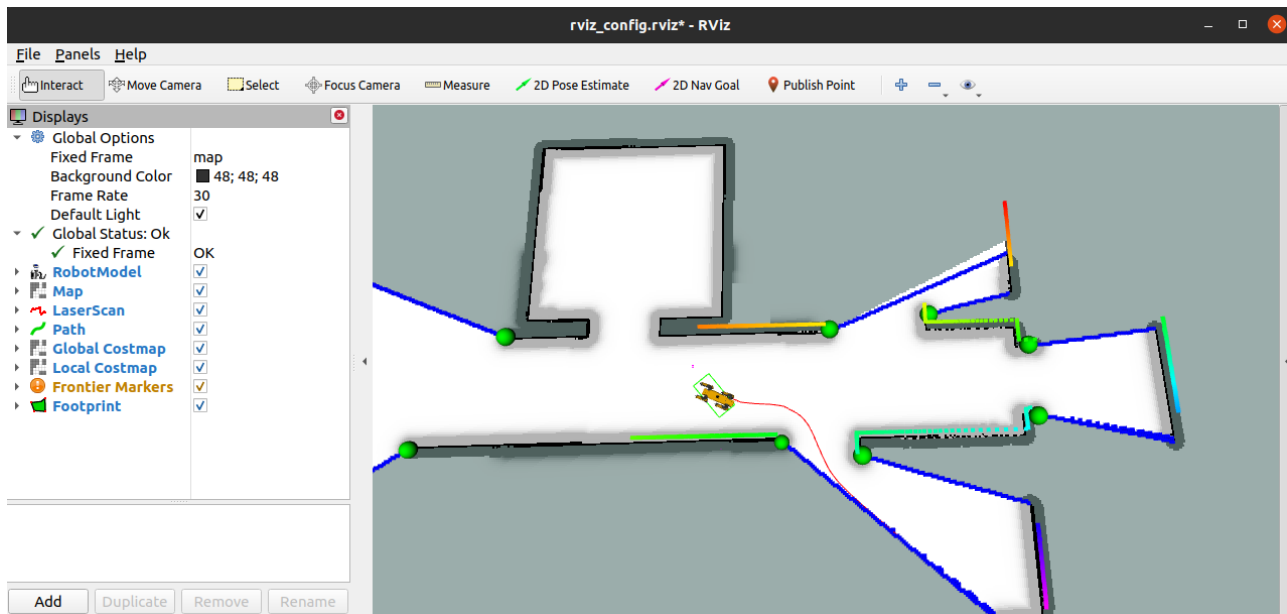 rviz_config.rviz* - RViz
File Panels Help
Interact Move Camera Select Focus Camera Measure 2D Pose Estimate 2D Nav Goal Publish Point
Displays
Global Options
Fixed Frame map
Background Color 48; 48; 48
Frame Rate 30
Default Light
Global Status: Ok
Fixed Frame OK
RobotModel
Map
LaserScan
Path
Global Costmap
Local Costmap
Frontier Markers
Footprint
Add Duplicate Remove Rename